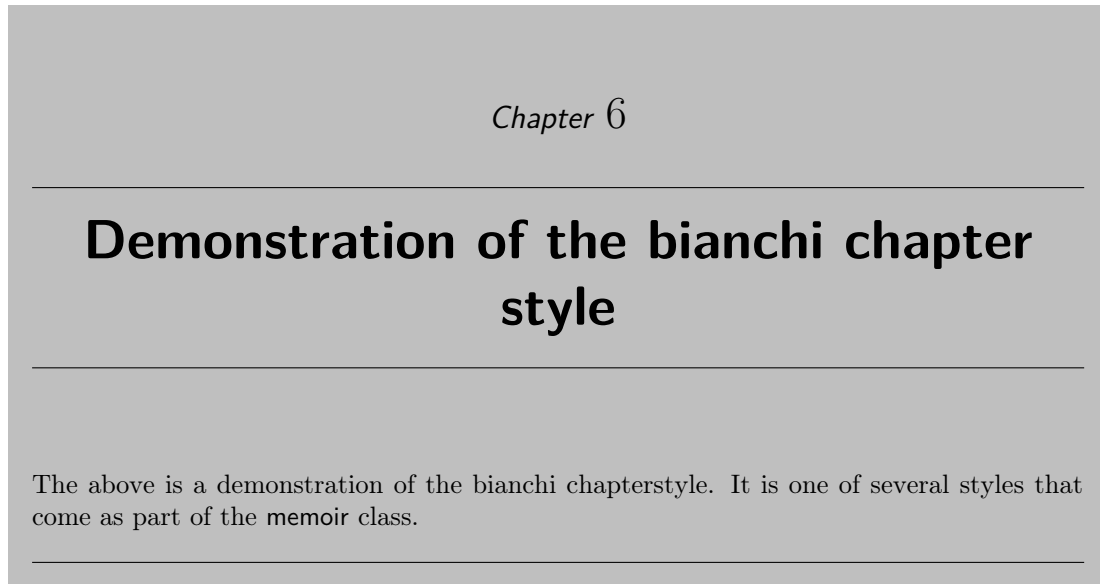 Chapter 6
Demonstration of the bianchi chapter
style
The above is a demonstration of the bianchi chapterstyle. It is one of several styles that
come as part of the memoir class.